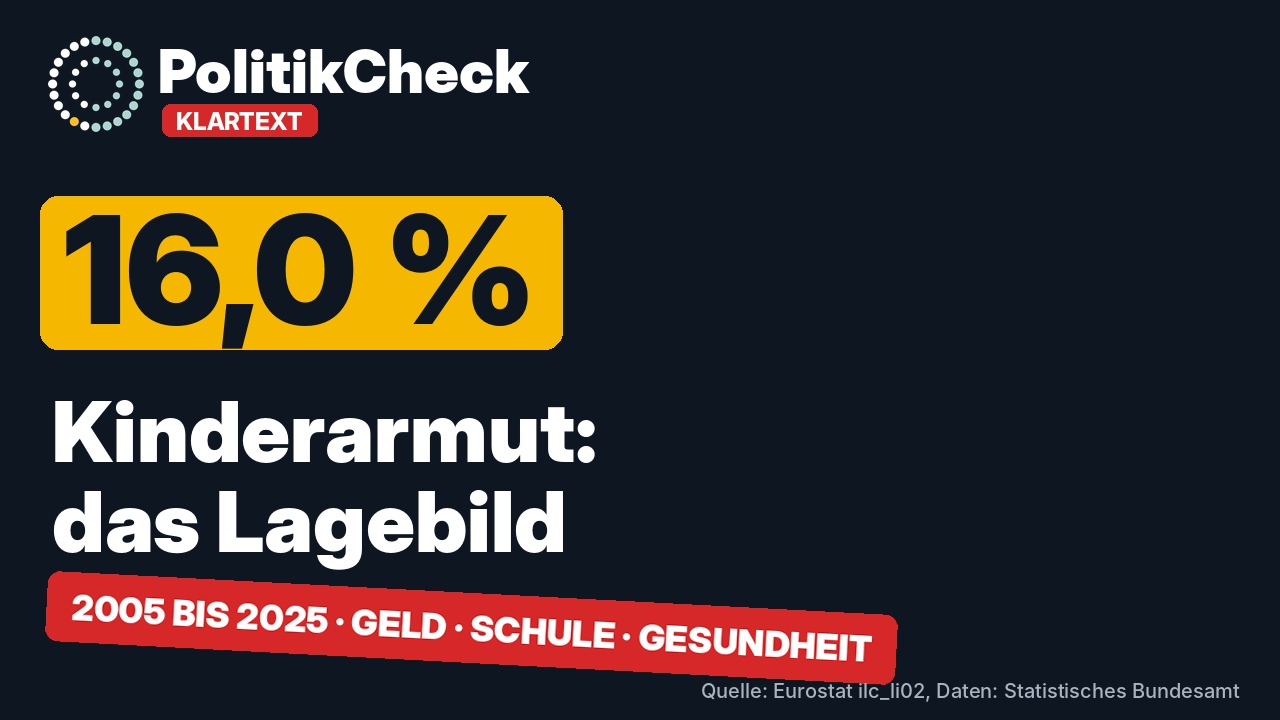 PolitikCheck
KLARTEXT
16,0 %
Kinderarmut:
das Lagebild
2005 BIS 2025 · GELD · SCHULE · GESUNDHEIT
Quelle: Eurostat ilc_li02, Daten: Statistisches Bundesamt